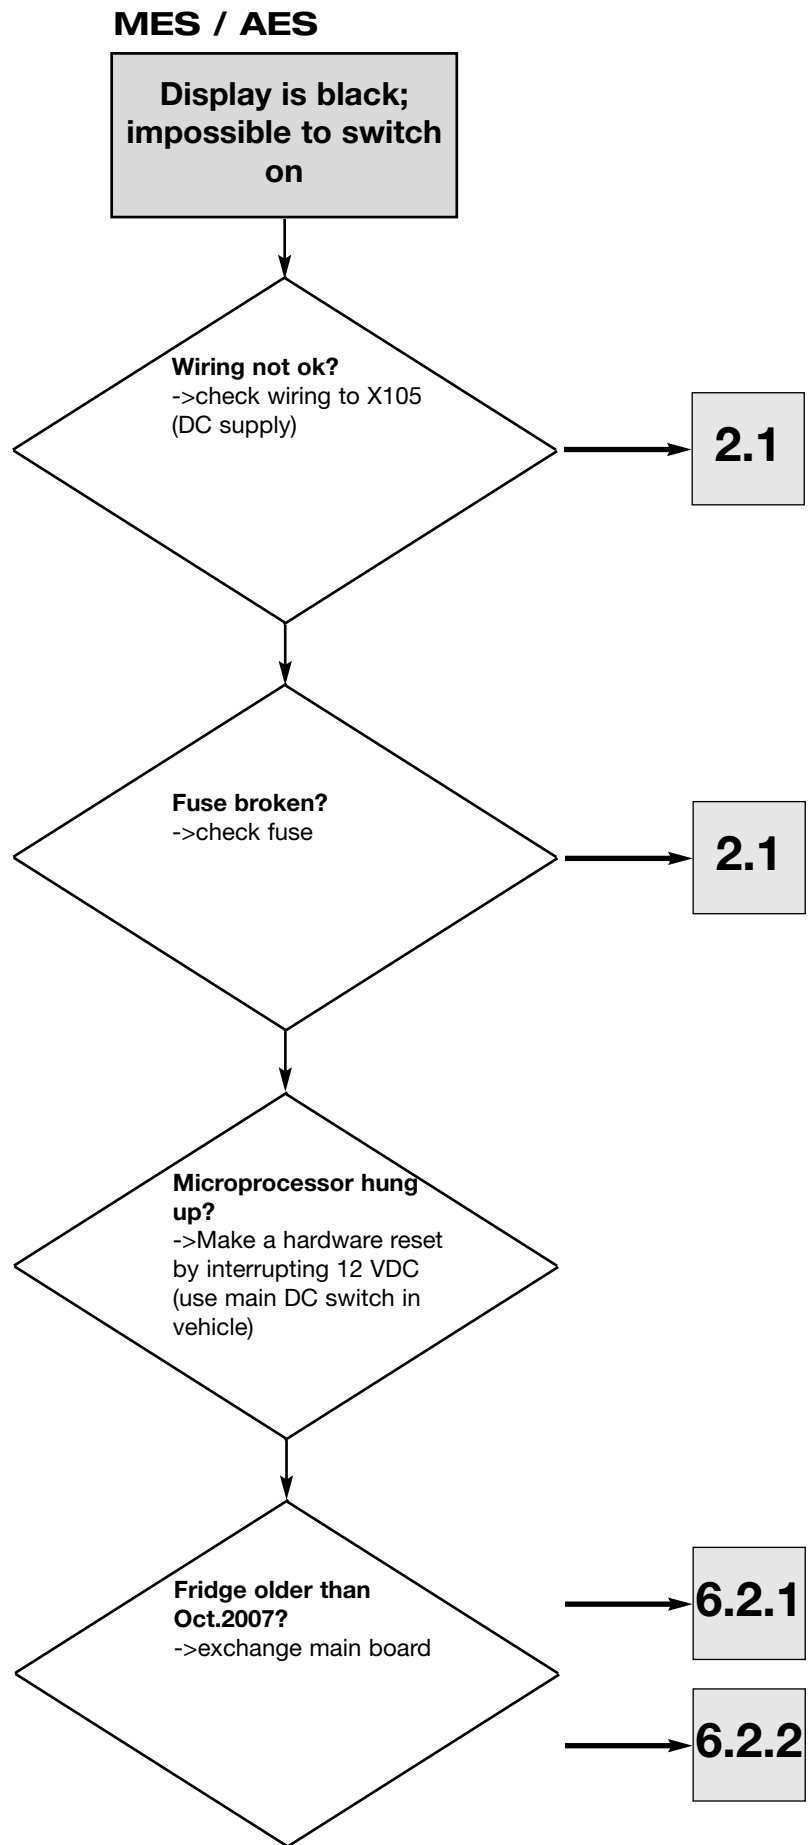 MES / AES
Display is black;
impossible to switch
on
Wiring not ok?
->check wiring to X105
(DC supply)
2.1
Fuse broken?
->check fuse
2.1
Microprocessor hung
up?
->Make a hardware reset
by interrupting 12 VDC
(use main DC switch in
vehicle)
Fridge older than
Oct.2007?
->exchange main board
6.2.1
6.2.2